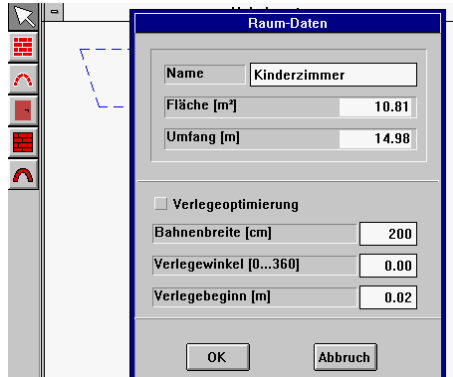 Raum-Daten
Name Kinderzimmer
Fläche [m²] 10.81
Umfang [m] 14.98
Verlegeoptimierung
Bahnenbreite [cm] 200
Verlegewinkel [0...360] 0.00
Verlegebeginn [m] 0.02
OK Abbruch